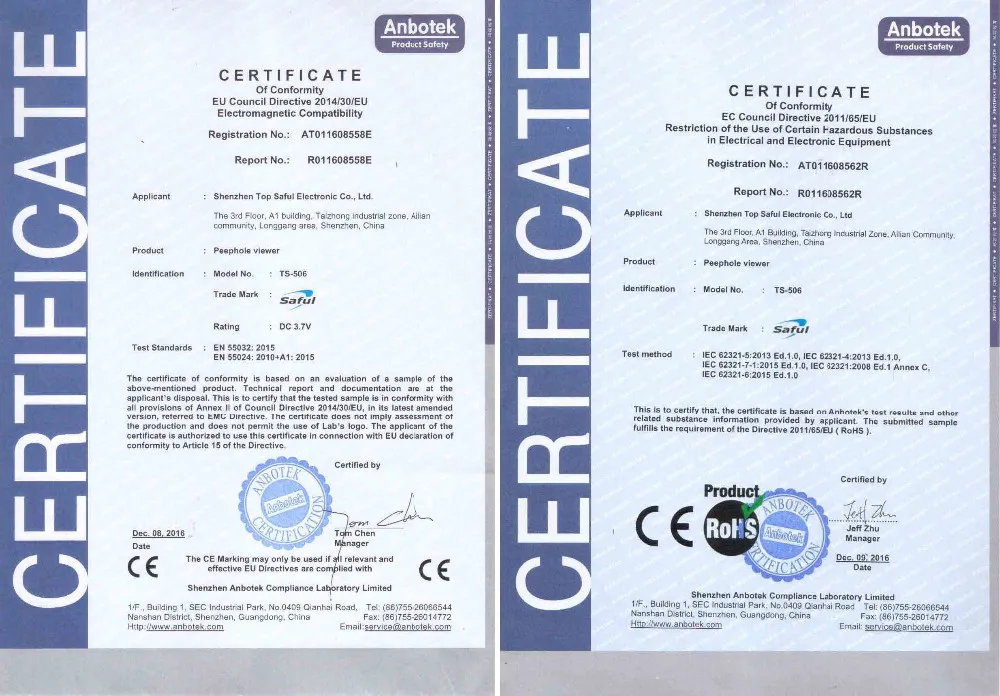 CERTIFICATE
Anbotek
Product Safety
CERTIFICATE
Of Conformity
EU Council Directive 2014/30/EU
Electromagnetic Compatibility
Registration No.: AT011608558E
Report No.: R011608558E
Applicant : Shenzhen Top Saful Electronic Co., Ltd.
The 3rd Floor, A1 building, Taizhong industrial zone, Ailian
community, Longgang area, Shenzhen, China
Product : Peephole viewer
Identification : Model No. : TS-506
Trade Mark : Saful
Rating : DC 3.7V
Test Standards : EN 55032: 2015
EN 55024: 2010+A1: 2015
The certificate of conformity is based on an evaluation of a sample of the
above-mentioned product. Technical report and documentation are at the
applicant's disposal. This is to certify that the tested sample is in conformity with
all provisions of Annex II of Council Directive 2014/30/EU, in its latest amended
version, referred to EMC Directive. The certificate does not imply assessment of
the production and does not permit the use of Lab's logo. The applicant of the
certificate is authorized to use this certificate in connection with EU declaration of
conformity to Article 15 of the Directive.
Certified by
ANBOTEK
Anbotek
CERTIFICATION
Tom Chen
Dec. 08, 2016
Tom Chen
Date
Manager
CE
The CE Marking may only be used if all relevant and
effective EU Directives are complied with
CE
Shenzhen Anbotek Compliance Laboratory Limited
1/F., Building 1, SEC Industrial Park, No.0409 Qianhai Road, Tel: (86)755-26066544
Nanshan District, Shenzhen, Guangdong, China Fax: (86)755-26014772
Http://www.anbotek.com Email:service@anbotek.com
CERTIFICATE
Anbotek
Product Safety
CERTIFICATE
Of Conformity
EC Council Directive 2011/65/EU
Restriction of the Use of Certain Hazardous Substances
in Electrical and Electronic Equipment
Registration No.: AT011608562R
Report No.: R011608562R
Applicant : Shenzhen Top Saful Electronic Co., Ltd
The 3rd Floor, A1 Building, Taizhong Industrial Zone, Ailian Community,
Longgang Area, Shenzhen, China
Product : Peephole viewer
Identification : Model No. : TS-506
Trade Mark : Saful
Test method : IEC 62321-5:2013 Ed.1.0, IEC 62321-4:2013 Ed.1.0,
IEC 62321-7-1:2015 Ed.1.0, IEC 62321:2008 Ed.1 Annex C,
IEC 62321-6:2015 Ed.1.0
This is to certify that, the certificate is based on Anbotek's test results and other
related substance information provided by applicant. The submitted sample
fulfills the requirement of the Directive 2011/65/EU ( RoHS ).
Certified by
CE
Product
RoHS
ANBOTEK
Anbotek
CERTIFICATION
Jeff Zhu
Jeff Zhu
Manager
Dec. 09, 2016
Date
Shenzhen Anbotek Compliance Laboratory Limited
1/F., Building 1, SEC Industrial Park, No.0409 Qianhai Road Tel: (86)755-26066544
Nanshan District, Shenzhen, Guangdong, China Fax: (86)755-26014772
Http://www.anbotek.com Email: service@anbotek.com